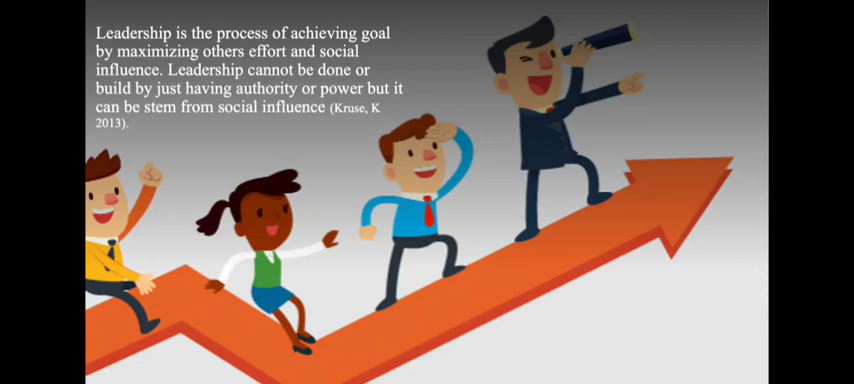 Leadership is the process of achieving goal
by maximizing others effort and social
influence. Leadership cannot be done or
build by just having authority or power but it
can be stem from social influence (Kruse, K
2013).